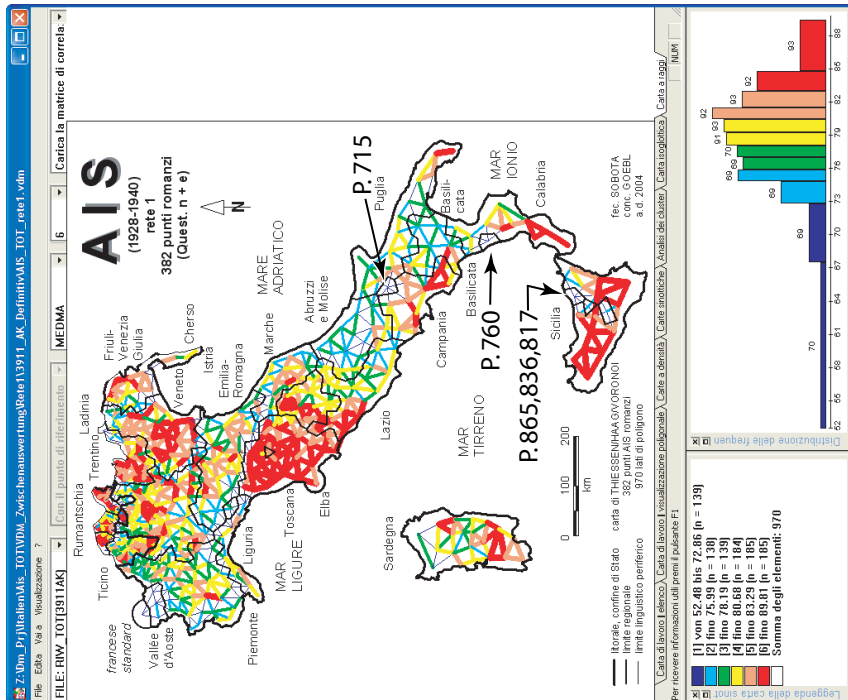 Z:\Dm_Prj\Italien\Ais_TOT\VDM_Zwischenauswertung\Rete1\3911_AK_Definitiv\AIS_TOT_rete1.vdm
File Edita Vai a Visualizzazione ?
FILE: RIW_TOT[3911AK]
Con il punto di riferimento
MEDMA
6
Carica la matrice di correla:
AIS
(1928-1940)
rete 1
382 punti romanzi
(Quest. n + e)
N
Rumantschia
Ticino
francese
standard
Vallée
d'Aoste
Piemonte
Ladinia
Trentino
Friuli-
Venezia
Giulia
Veneto
Cherso
Istria
Emilia-
Romagna
Liguria
MAR
LIGURE
Toscana
Elba
Marche
MARE
ADRIATICO
Abruzzi
e Molise
Lazio
MAR
TIRRENO
Campania
P.715
Puglia
Basili-
cata
Basilicata
MAR
IONIO
Calabria
P.760
P.865,836,817
Sicilia
Sardegna
0 100 200
km
litorale, confine di Stato
limite regionale
limite linguistico periferico
carta di THIESSEN/HAAG/VORONOI
382 punti AIS romanzi
970 lati di poligono
fec. SOBOTA
conc. GOEBL
a.d. 2004
Carta di lavoro | elenco
Carta di lavoro | visualizzazione poligonale
Carte a densità
Carte sinottiche
Analisi dei cluster
Carta isoglottica
Carta a raggi
Per ricevere informazioni utili premi il pulsante F1
NUM
Leggenda della carta sinot
[1] von 52.48 bis 72.86 (n = 139)
[2] fino 75.99 (n = 138)
[3] fino 78.19 (n = 139)
[4] fino 80.68 (n = 184)
[5] fino 83.29 (n = 185)
[6] fino 89.81 (n = 185)
Somma degli elementi: 970
Distribuzione delle frequen
70
69
69
69
69
70
91
93
92
93
92
93
52
55
58
61
64
67
70
73
76
79
82
85
88